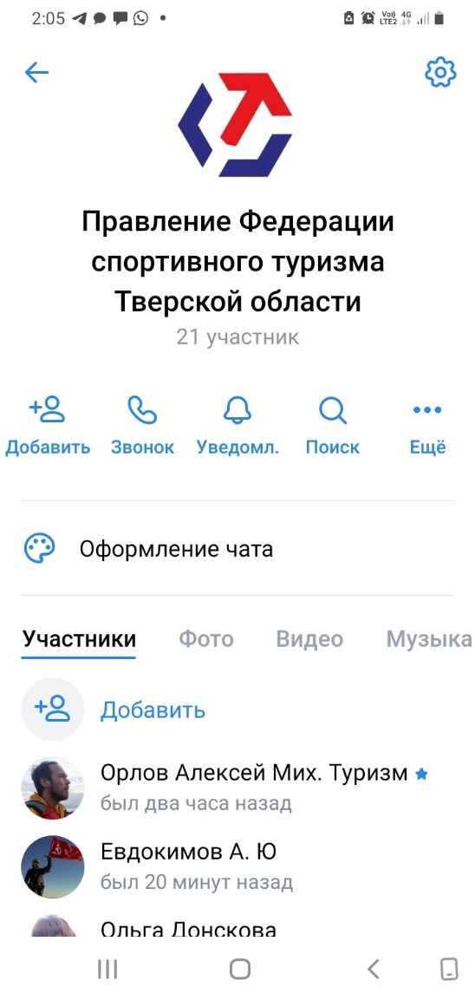 2:05
Vo)) 4G
LTE2
Правление Федерации
спортивного туризма
Тверской области
21 участник
Добавить Звонок Уведомл. Поиск Ещё
Оформление чата
Участники Фото Видео Музыка
Добавить
Орлов Алексей Мих. Туризм
был два часа назад
Евдокимов А. Ю
был 20 минут назад
Ольга Донскова